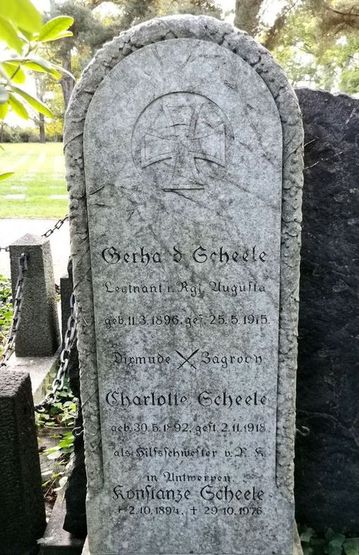 Gerha d Scheele
Leutnant i. Rgt. Augusta
geb. 11.3.1896. gef. 25.5.1915.
Dixmude Zagrody
Charlotte Scheele
geb. 30.5.1892. gest. 2.11.1918
als Hilfsschwester v. R. K.
in Antwerpen
Konstanze Scheele
* 2.10.1894, + 29.10.1976